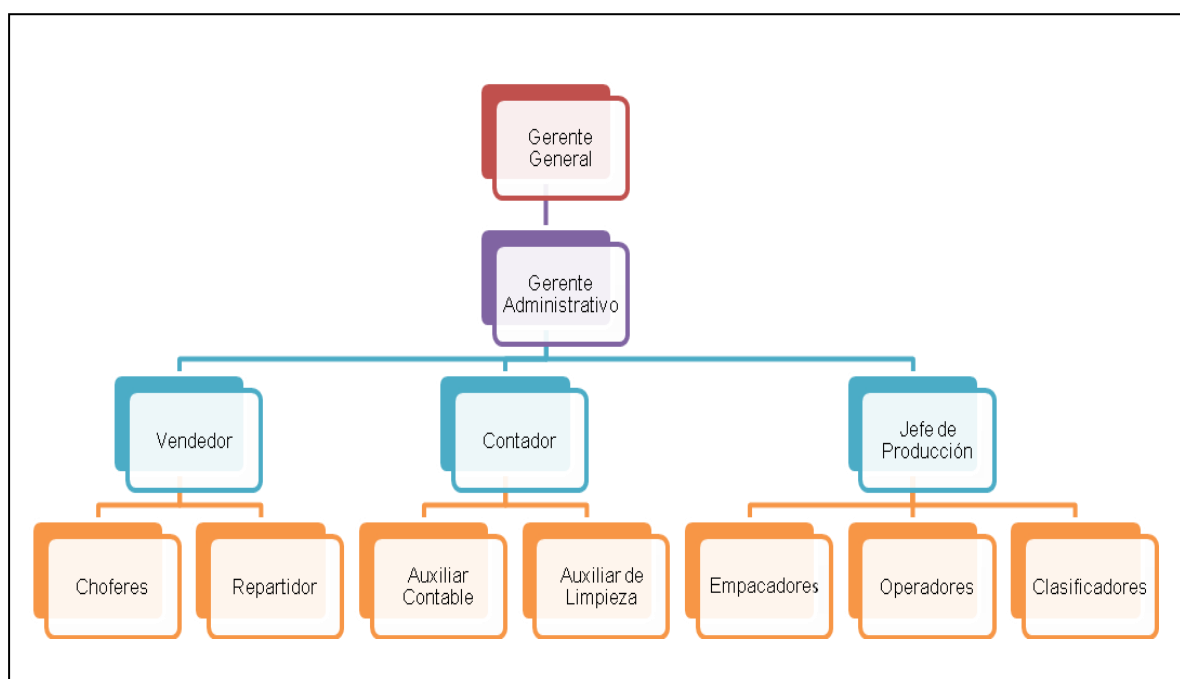 Gerente
General
Gerente
Administrativo
Vendedor
Contador
Jefe de
Producción
Choferes
Repartidor
Auxiliar
Contable
Auxiliar de
Limpieza
Empacadores
Operadores
Clasificadores